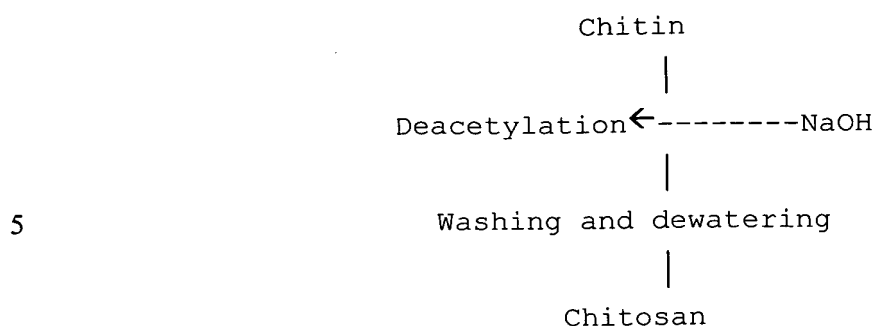 Chitin
|
Deacetylation←--------NaOH
|
5 Washing and dewatering
|
Chitosan